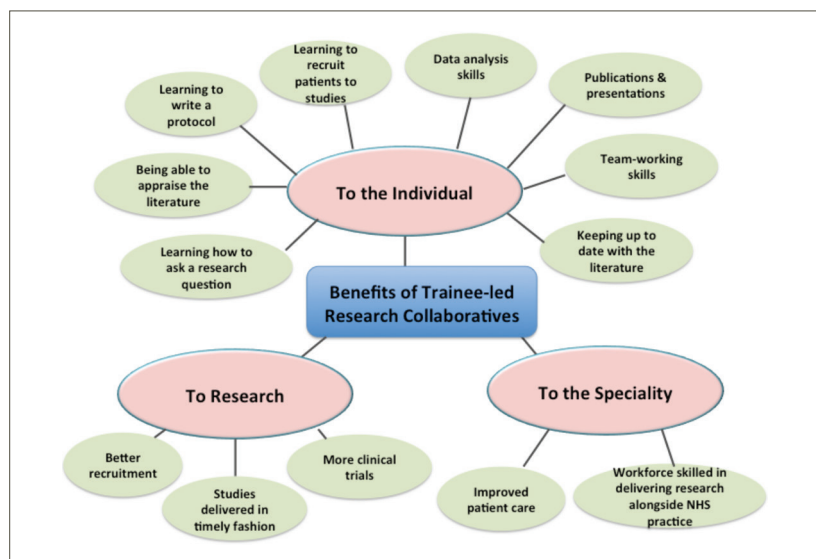 Learning to
recruit
patients to
studies
Data analysis
skills
Publications &
presentations
Learning to
write a
protocol
Team-working
skills
Being able to
appraise the
literature
To the Individual
Keeping up to
date with the
literature
Learning how to
ask a research
question
Benefits of Trainee-led
Research Collaboratives
To Research
To the Speciality
Better
recruitment
More clinical
trials
Studies
delivered in
timely fashion
Improved
patient care
Workforce skilled in
delivering research
alongside NHS
practice